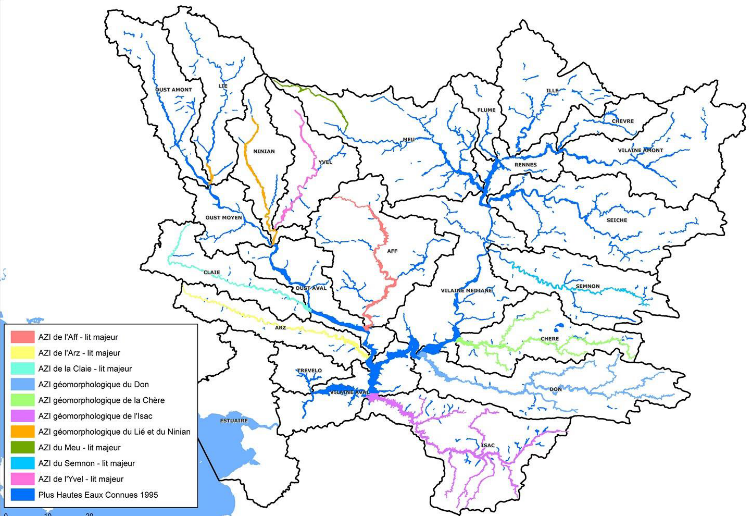 OUST AMONT
LIE
ILLE
FLUME
CHEVRE
MEU
VILAINE AMONT
NINIAN
YVEL
RENNES
OUST MOYEN
SEICHE
AFF
CLAIE
SEMNON
OUST AVAL
VILAINE MEDIANE
ARZ
CHERE
TREVELO
DON
VILAINE AVAL
ESTUAIRE
ISAC
AZI de l'Aff - lit majeur
AZI de l'Arz - lit majeur
AZI de la Claie - lit majeur
AZI géomorphologique du Don
AZI géomorphologique de la Chère
AZI géomorphologique de l'Isac
AZI géomorphologique du Lié et du Ninian
AZI du Meu - lit majeur
AZI du Semnon - lit majeur
AZI de l'Yvel - lit majeur
Plus Hautes Eaux Connues 1995
0 10 20